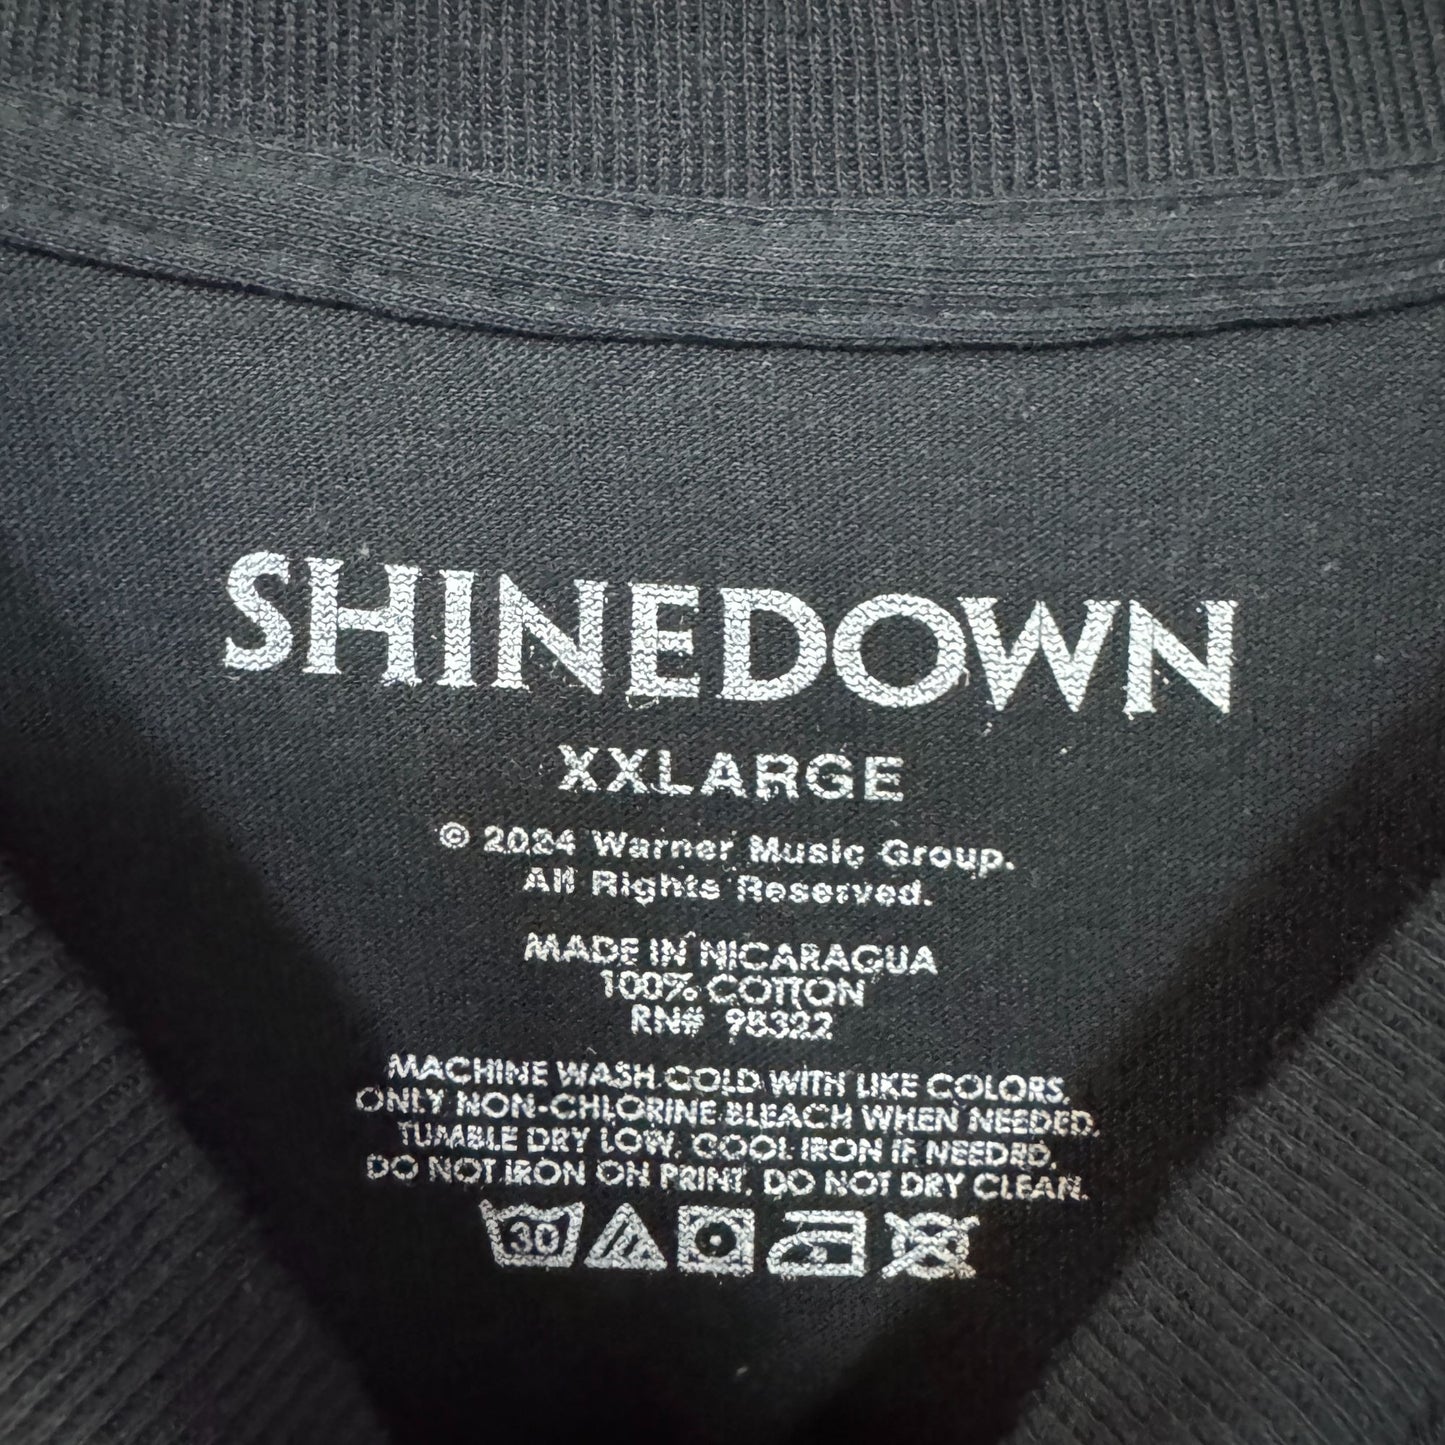 SHINEDOWN
XXLARGE
© 2024 Warner Music Group.
All Rights Reserved.
MADE IN NICARAGUA
100% COTTON
RN# 98322
MACHINE WASH COLD WITH LIKE COLORS.
ONLY NON-CHLORINE BLEACH WHEN NEEDED.
TUMBLE DRY LOW. COOL IRON IF NEEDRD.
DO NOT IRON ON PRINT. DO NOT DRY CLEAN.
30